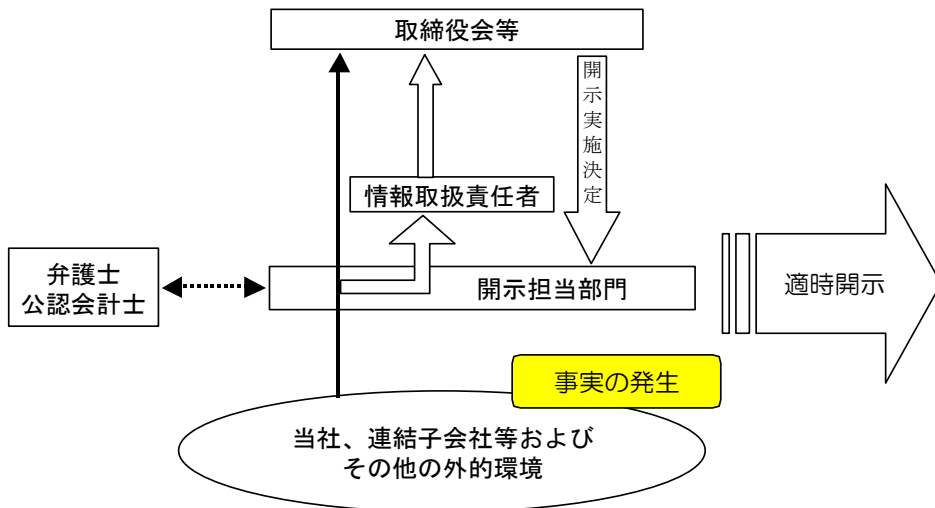 取締役会等
開示実施決定
情報取扱責任者
弁護士
公認会計士
開示担当部門
適時開示
事実の発生
当社、連結子会社等および
その他の外的環境